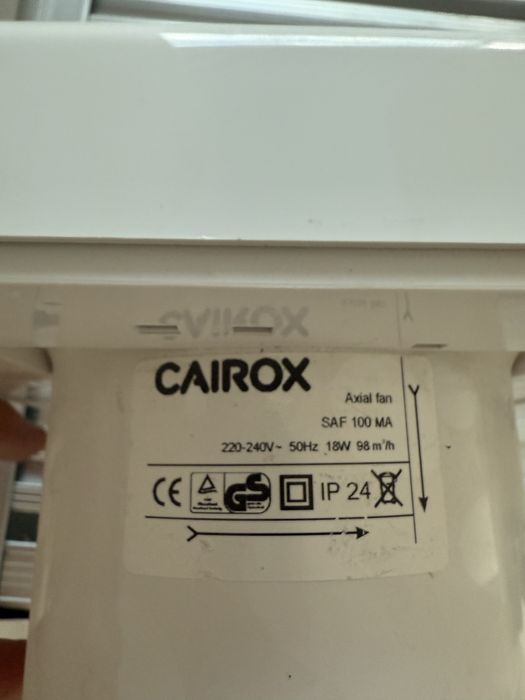 CAIROX
Axial fan
SAF 100 MA
220-240V~ 50Hz 18W 98 m³/h
CE GS IP 24